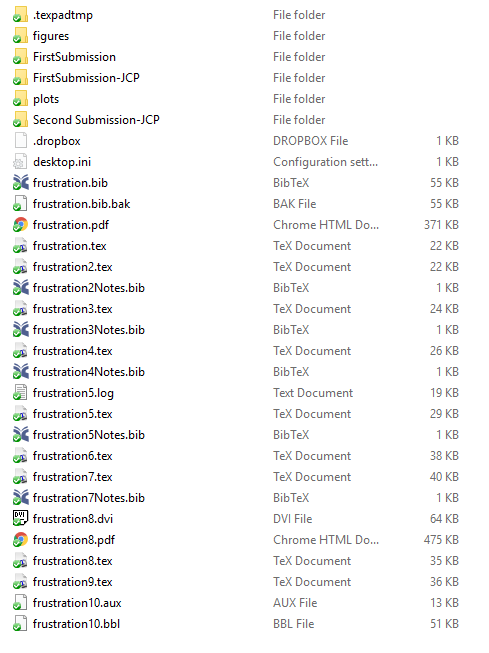 .texpadtmp File folder
figures File folder
FirstSubmission File folder
FirstSubmission-JCP File folder
plots File folder
Second Submission-JCP File folder
.dropbox DROPBOX File 1 KB
desktop.ini Configuration sett... 1 KB
frustration.bib BibTeX 55 KB
frustration.bib.bak BAK File 55 KB
frustration.pdf Chrome HTML Do... 371 KB
frustration.tex TeX Document 22 KB
frustration2.tex TeX Document 22 KB
frustration2Notes.bib BibTeX 1 KB
frustration3.tex TeX Document 24 KB
frustration3Notes.bib BibTeX 1 KB
frustration4.tex TeX Document 26 KB
frustration4Notes.bib BibTeX 1 KB
frustration5.log Text Document 19 KB
frustration5.tex TeX Document 29 KB
frustration5Notes.bib BibTeX 1 KB
frustration6.tex TeX Document 38 KB
frustration7.tex TeX Document 40 KB
frustration7Notes.bib BibTeX 1 KB
DVI frustration8.dvi DVI File 64 KB
frustration8.pdf Chrome HTML Do... 475 KB
frustration8.tex TeX Document 35 KB
frustration9.tex TeX Document 36 KB
frustration10.aux AUX File 13 KB
frustration10.bbl BBL File 51 KB